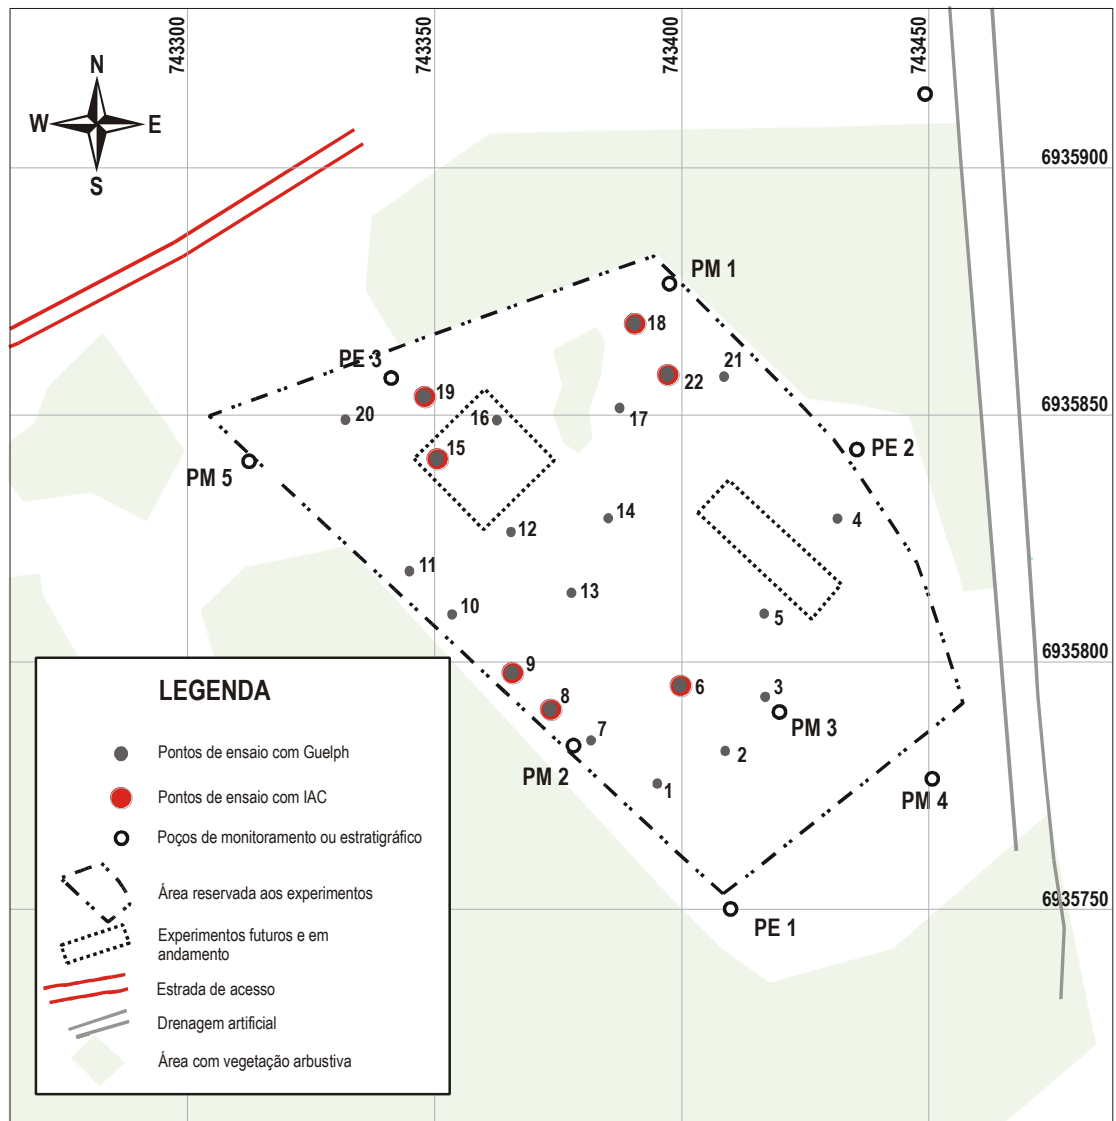 743300
743350
743400
743450
N
W
E
S
6935900
PM 1
18
PE 3
21
22
19
20
16
17
6935850
15
PE 2
PM 5
14
4
12
11
13
10
5
9
6935800
6
8
3
7
PM 3
2
PM 2
PM 4
1
6935750
PE 1
LEGENDA
Pontos de ensaio com Guelph
Pontos de ensaio com IAC
Poços de monitoramento ou estratigráfico
Área reservada aos experimentos
Experimentos futuros e em
andamento
Estrada de acesso
Drenagem artificial
Área com vegetação arbustiva